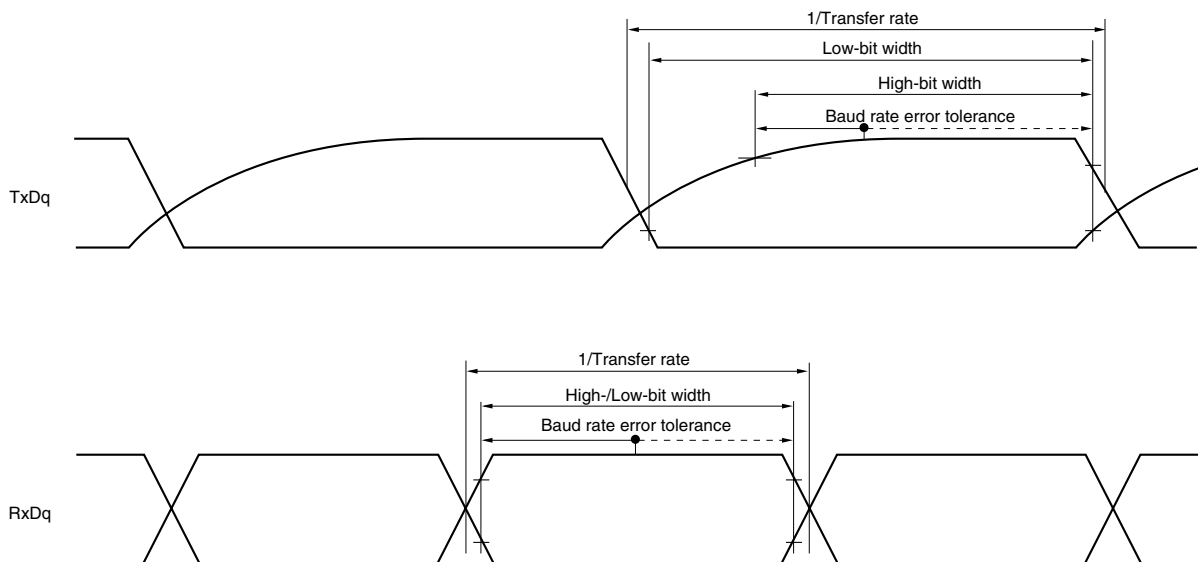 1/Transfer rate
Low-bit width
High-bit width
Baud rate error tolerance
TxDq
1/Transfer rate
High-/Low-bit width
Baud rate error tolerance
RxDq